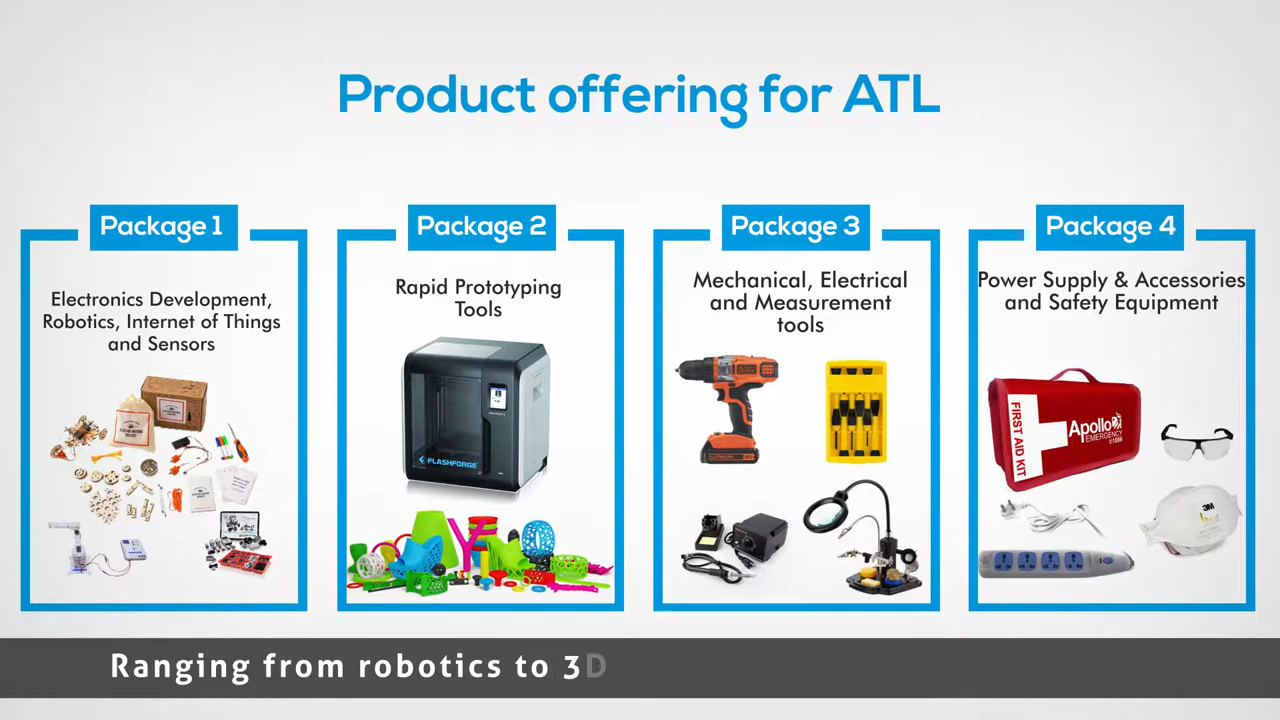 Product offering for ATL
Package 1
Electronics Development,
Robotics, Internet of Things
and Sensors
Package 2
Rapid Prototyping
Tools
FLASHFORGE
Package 3
Mechanical, Electrical
and Measurement
tools
LITHIUM
Package 4
Power Supply & Accessories
and Safety Equipment
FIRST AID KIT
Apollo
EMERGENCY
3M
Ranging from robotics to 3D